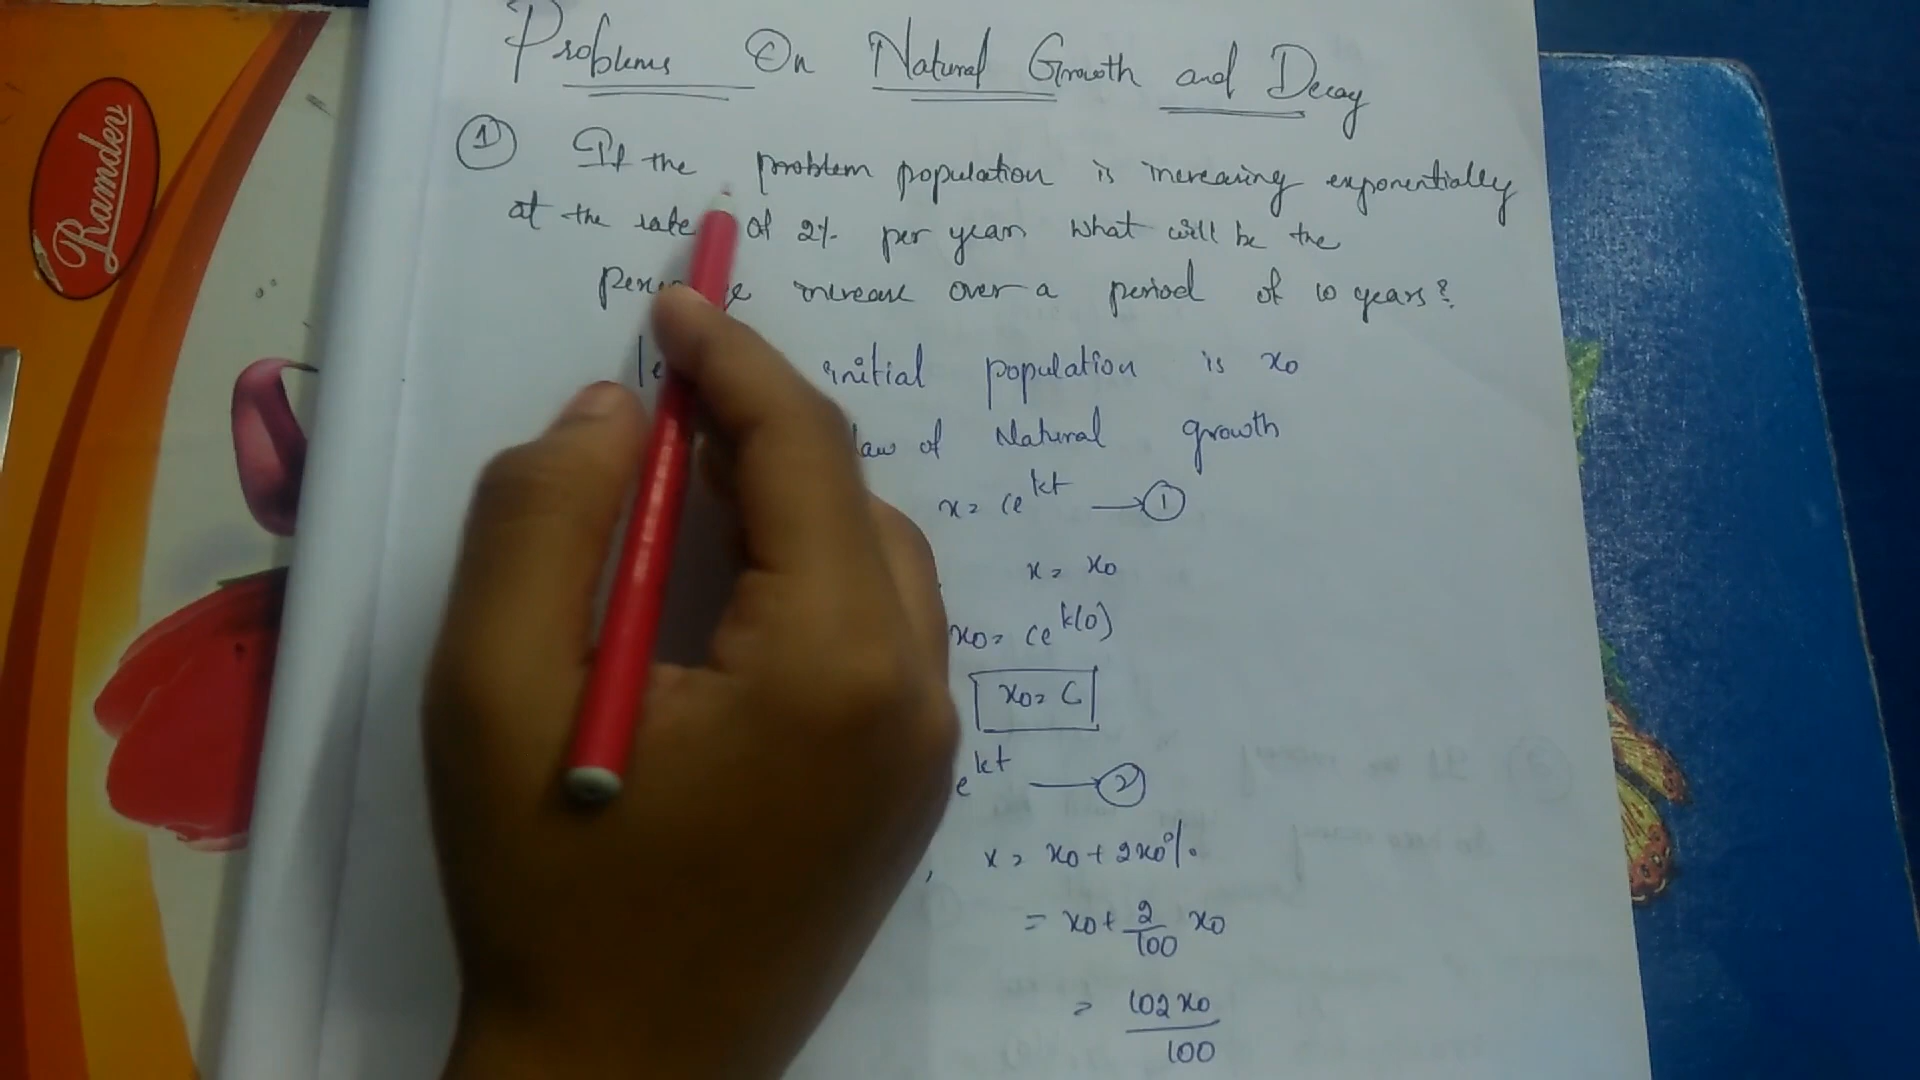 Problems On Natural Growth and Decay
① If the problem population is increasing exponentially
at the rate of 2% per year what will be the
increase over a period of 10 years?
initial population is x0
law of Natural growth
x = ce^kt → ①
x = x0
x0 = ce^k(0)
x0 = C
e^kt → ②
, x = x0 + 2x0%.
= x0 + 2/100 x0
= 102x0/100
Ramdev